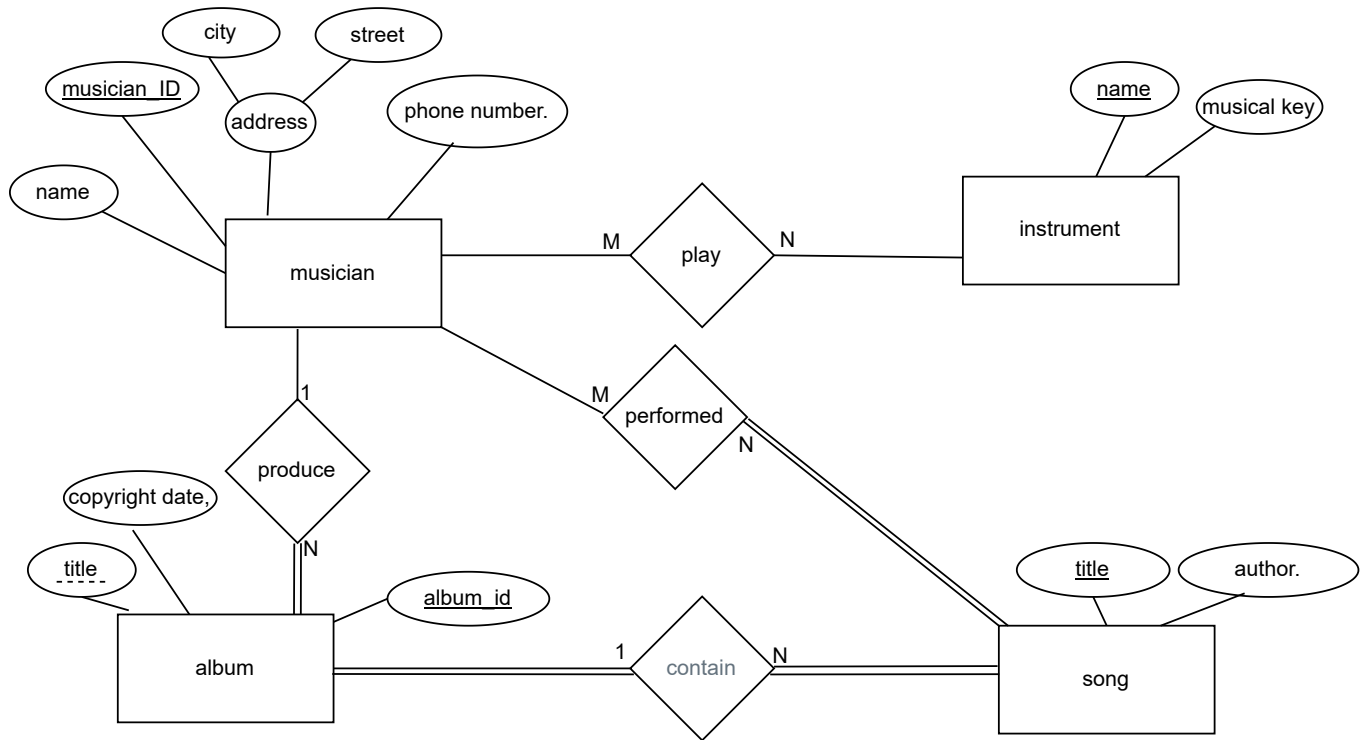 city
street
musician_ID
address
phone number.
name
name
musical key
musician
M
play
N
instrument
1
M
performed
N
produce
N
copyright date,
title
album_id
title
author.
album
1
contain
N
song